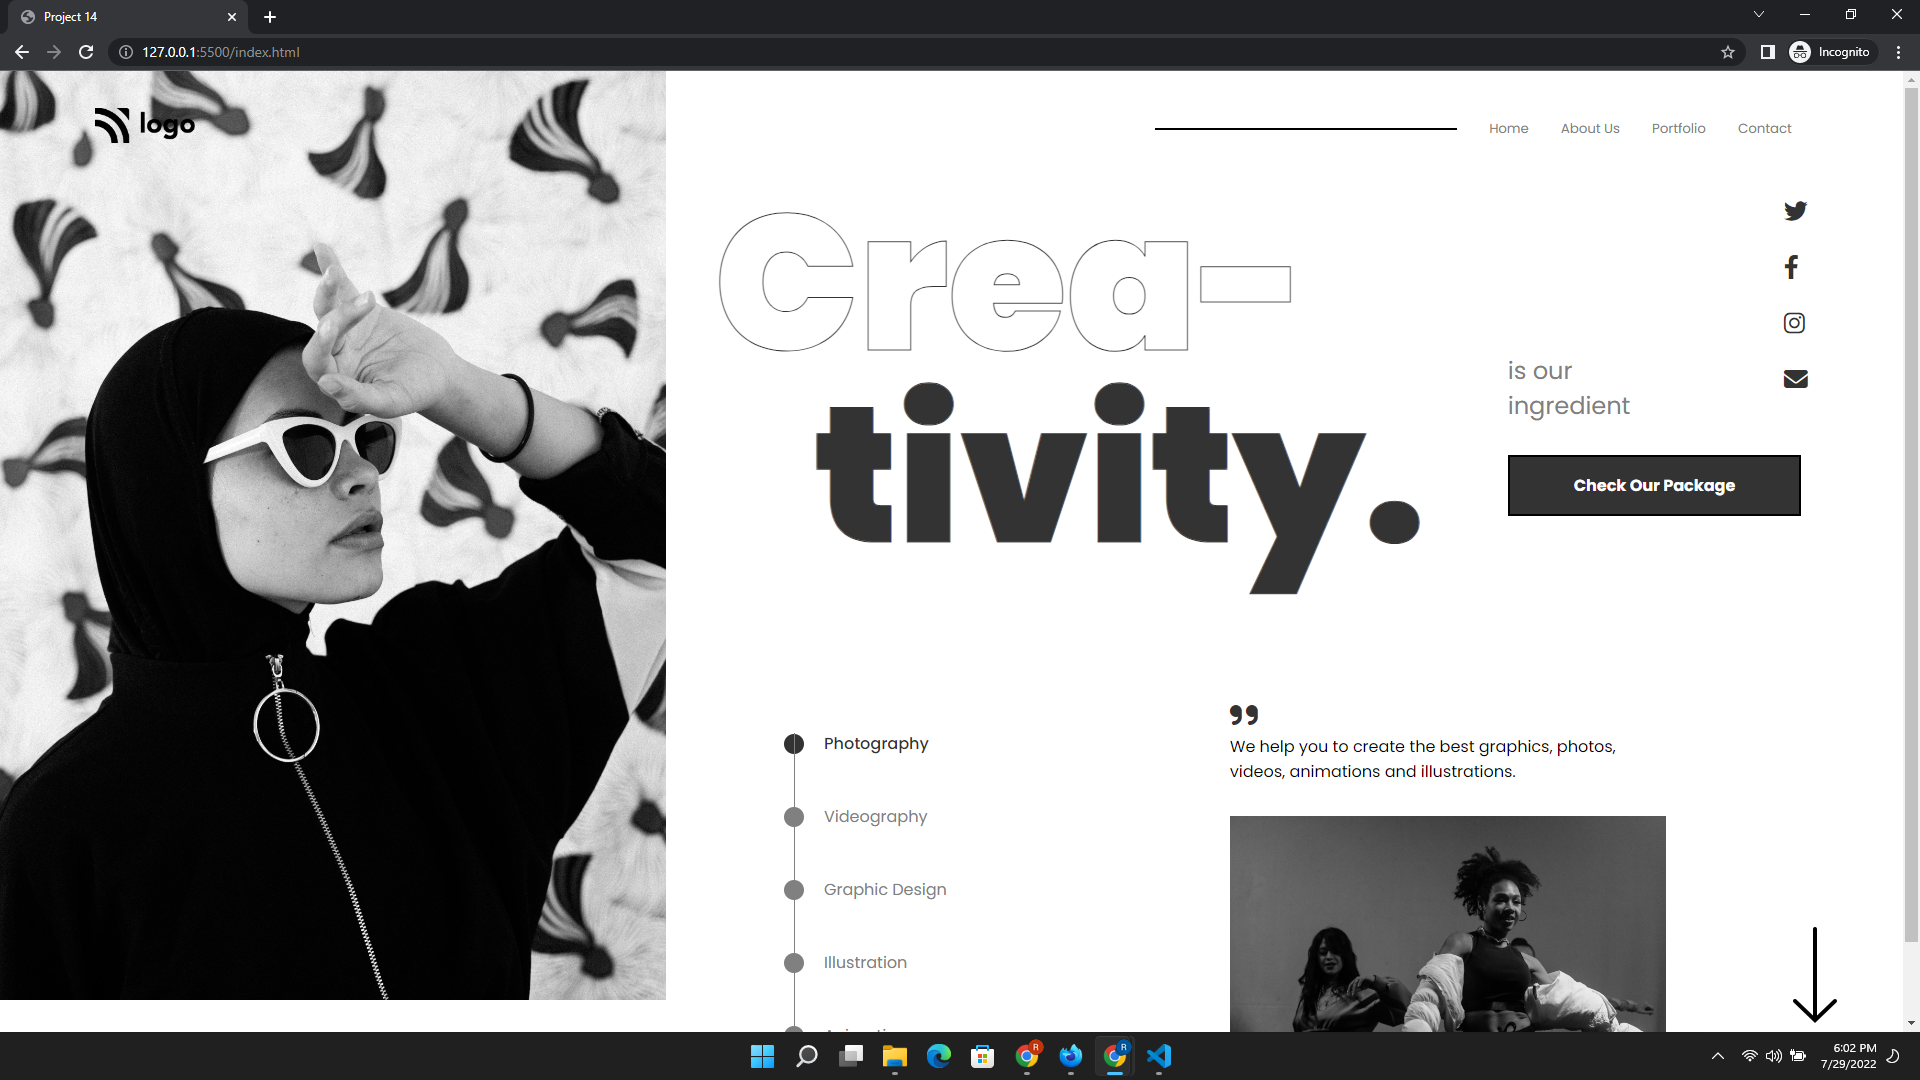 Project 14
127.0.0.1:5500/index.html
Incognito
logo
Home About Us Portfolio Contact
Crea-
tivity.
is our
ingredient
Check Our Package
Photography
Videography
Graphic Design
Illustration
We help you to create the best graphics, photos,
videos, animations and illustrations.
R
R
6:02 PM
7/29/2022